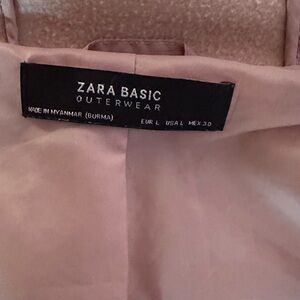 ZARA BASIC
OUTERWEAR
MADE IN MYANMAR (BURMA)
EUR L USA L MEX 30